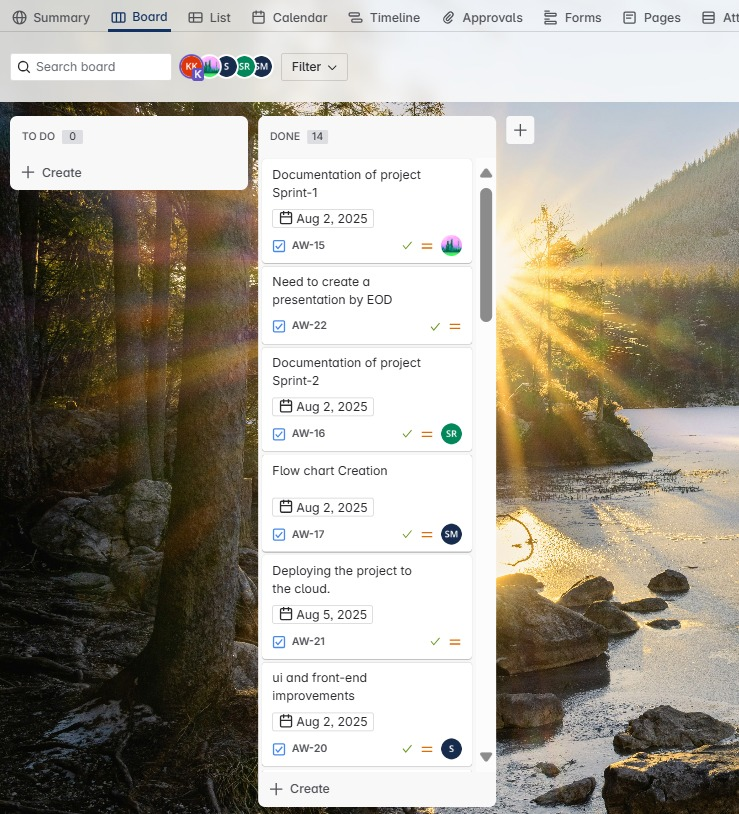 Summary
Board
List
Calendar
Timeline
Approvals
Forms
Pages
Att
Search board
KK
K
S
SR
SM
Filter
TO DO 0
Create
DONE 14
Documentation of project
Sprint-1
Aug 2, 2025
AW-15
Need to create a
presentation by EOD
AW-22
Documentation of project
Sprint-2
Aug 2, 2025
AW-16
SR
Flow chart Creation
Aug 2, 2025
AW-17
SM
Deploying the project to
the cloud.
Aug 5, 2025
AW-21
ui and front-end
improvements
Aug 2, 2025
AW-20
S
Create